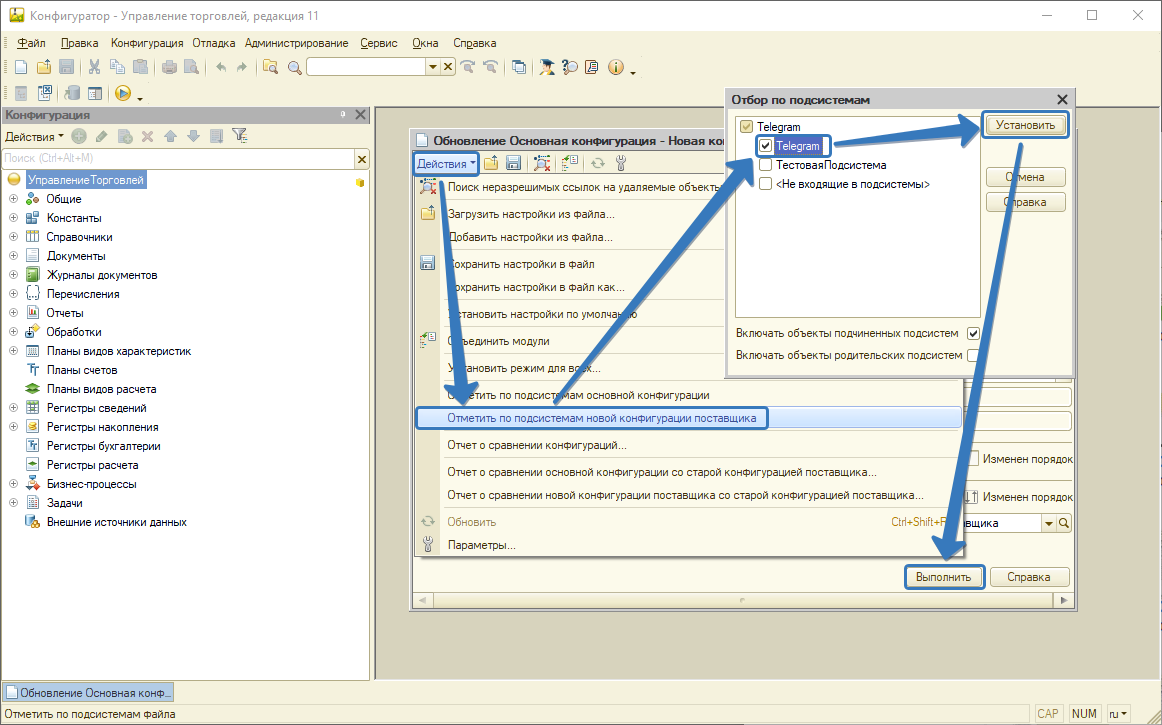 Конфигуратор - Управление торговлей, редакция 11
Файл Правка Конфигурация Отладка Администрирование Сервис Окна Справка
Конфигурация
Действия
Поиск (Ctrl+Alt+M)
УправлениеТорговлей
Общие
Константы
Справочники
Документы
Журналы документов
Перечисления
Отчеты
Обработки
Планы видов характеристик
Планы счетов
Планы видов расчета
Регистры сведений
Регистры накопления
Регистры бухгалтерии
Регистры расчета
Бизнес-процессы
Задачи
Внешние источники данных
Обновление Основная конфигурация - Новая ко
Действия
Поиск неразрешимых ссылок на удаляемые объекты
Загрузить настройки из файла...
Добавить настройки из файла...
Сохранить настройки в файл
Сохранить настройки в файл как...
Установить настройки по умолчанию
Объединить модули
Установить режим для всех...
Отметить по подсистемам основной конфигурации
Отметить по подсистемам новой конфигурации поставщика
Отчет о сравнении конфигураций...
Отчет о сравнении основной конфигурации со старой конфигурацией поставщика...
Отчет о сравнении новой конфигурации поставщика со старой конфигурацией поставщика...
Обновить Ctrl+Shift+F
Параметры...
Изменен порядок
Изменен порядок
вщика
Выполнить Справка
Отбор по подсистемам
Telegram
Telegram
ТестоваяПодсистема
<Не входящие в подсистемы>
Установить
Отмена
Справка
Включать объекты подчиненных подсистем
Включать объекты родительских подсистем
Обновление Основная конф...
Отметить по подсистемам файла
CAP NUM ru